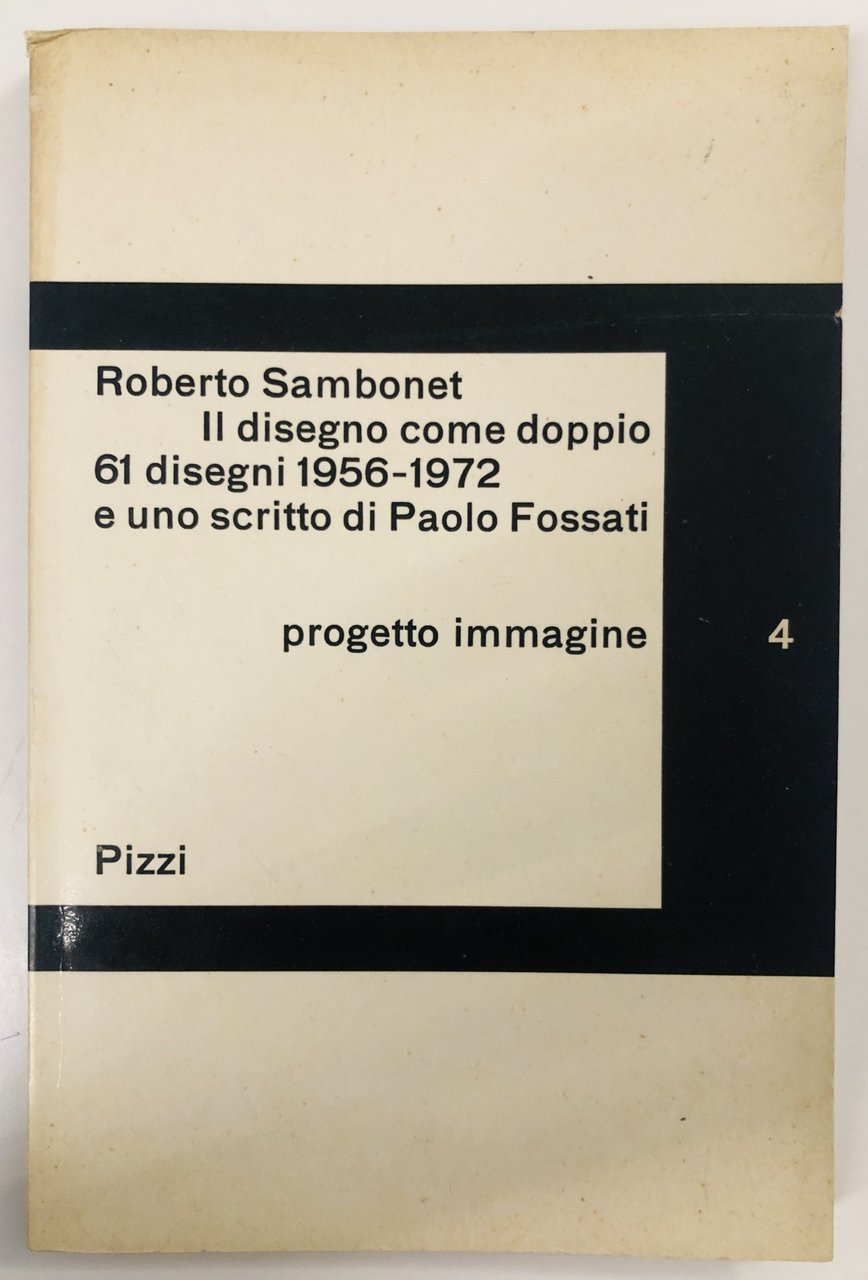 Roberto Sambonet
Il disegno come doppio
61 disegni 1956-1972
e uno scritto di Paolo Fossati
progetto immagine
4
Pizzi